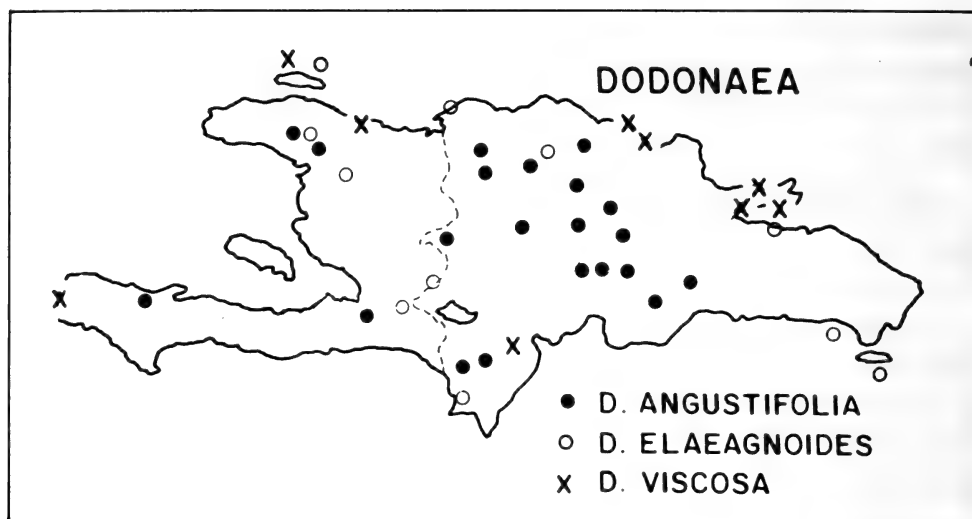 DODONAEA
D. ANGUSTIFOLIA
D. ELAEAGNOIDES
X D. VISCOSA